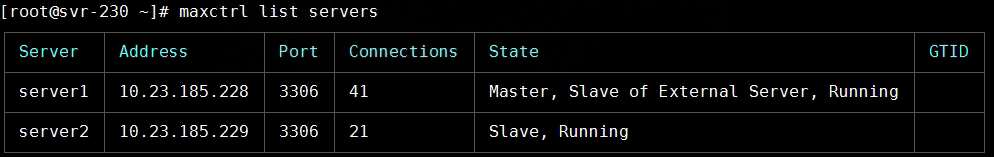 [root@svr-230 ~]# maxctrl list servers
Server Address Port Connections State GTID
server1 10.23.185.228 3306 41 Master, Slave of External Server, Running
server2 10.23.185.229 3306 21 Slave, Running